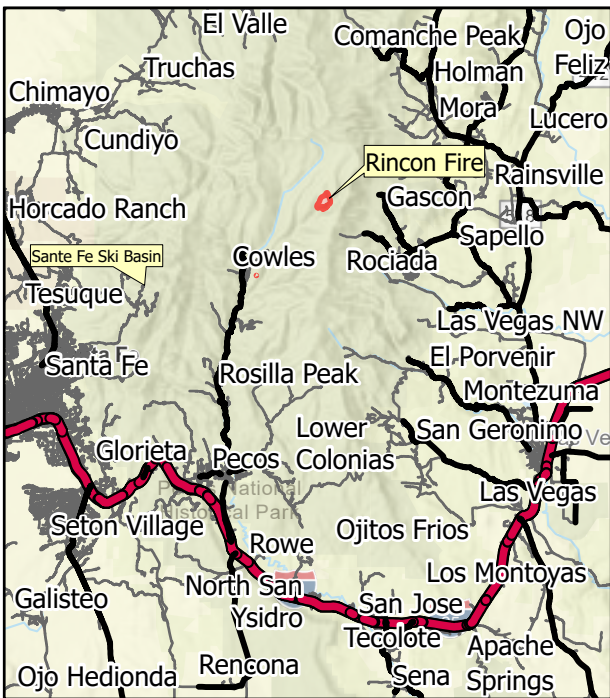 El Valle
Comanche Peak
Ojo
Feliz
Truchas
Holman
Chimayo
Mora
Lucero
Cundiyo
Rincon Fire
Rainsville
Gascon
Horcado Ranch
Sapello
Sante Fe Ski Basin
Cowles
Rociada
Tesuque
Las Vegas NW
El Porvenir
Santa Fe
Rosilla Peak
Montezuma
Lower
Colonias
San Geronimo
Glorieta
Pecos
Las Vegas
Seton Village
Ojitos Frios
Rowe
Los Montoyas
North San
Ysidro
Galisteo
San Jose
Tecolote
Apache
Springs
Rencona
Ojo Hedionda
Sena